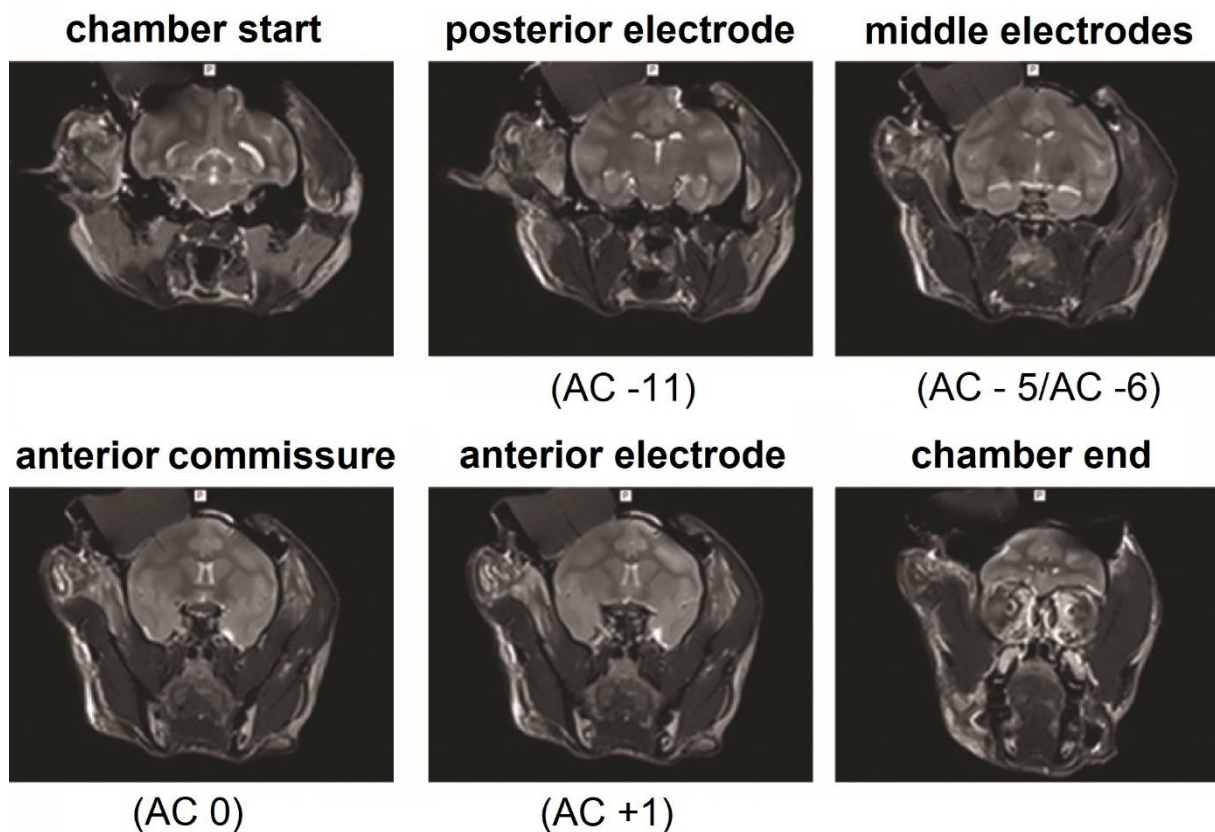 chamber start
posterior electrode
middle electrodes
P
P
P
(AC -11)
(AC - 5/AC -6)
anterior commissure
anterior electrode
chamber end
P
P
P
(AC 0)
(AC +1)